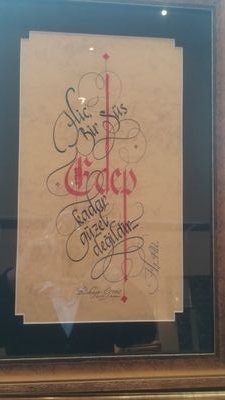 Hiç
Bir Süs
Edep
kadar
güzel
değildir...